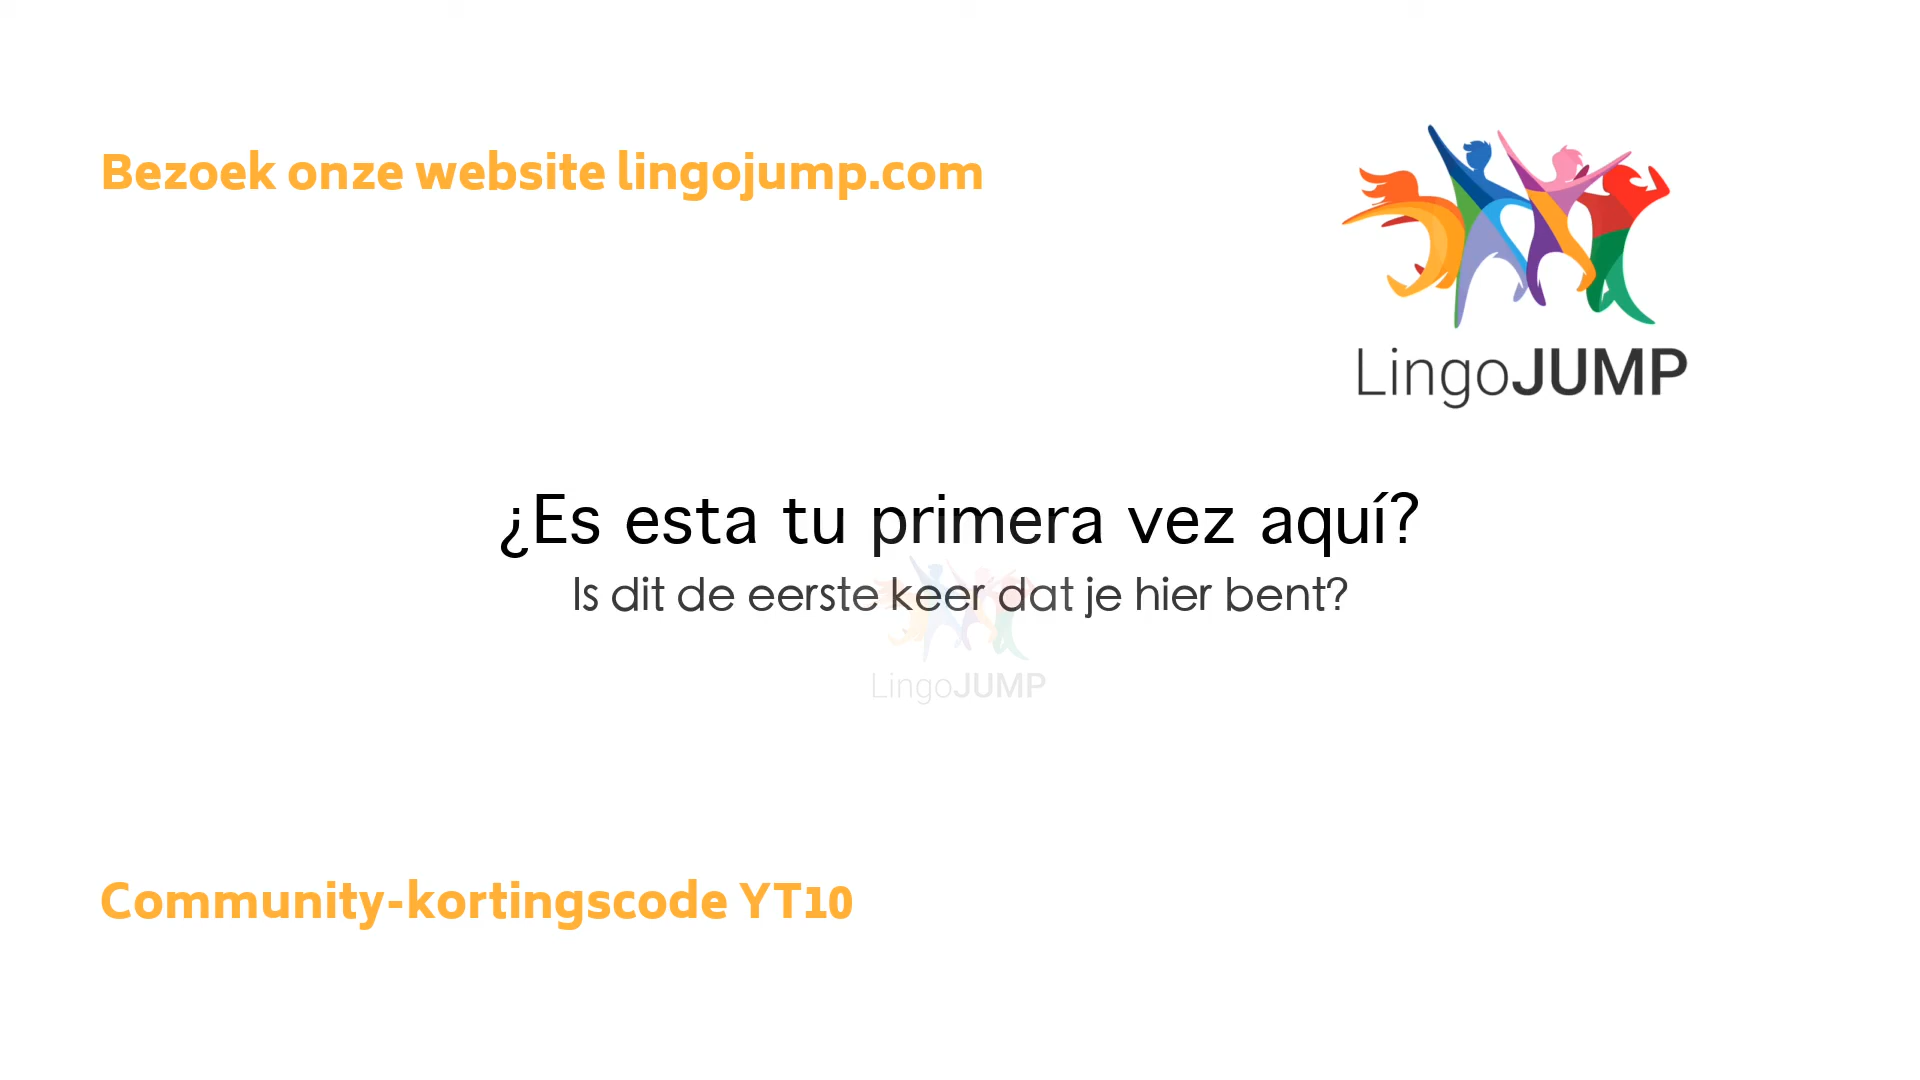 Bezoek onze website lingojump.com
LingoJUMP
¿Es esta tu primera vez aquí?
Is dit de eerste keer dat je hier bent?
LingoJUMP
Community-kortingscode YT10